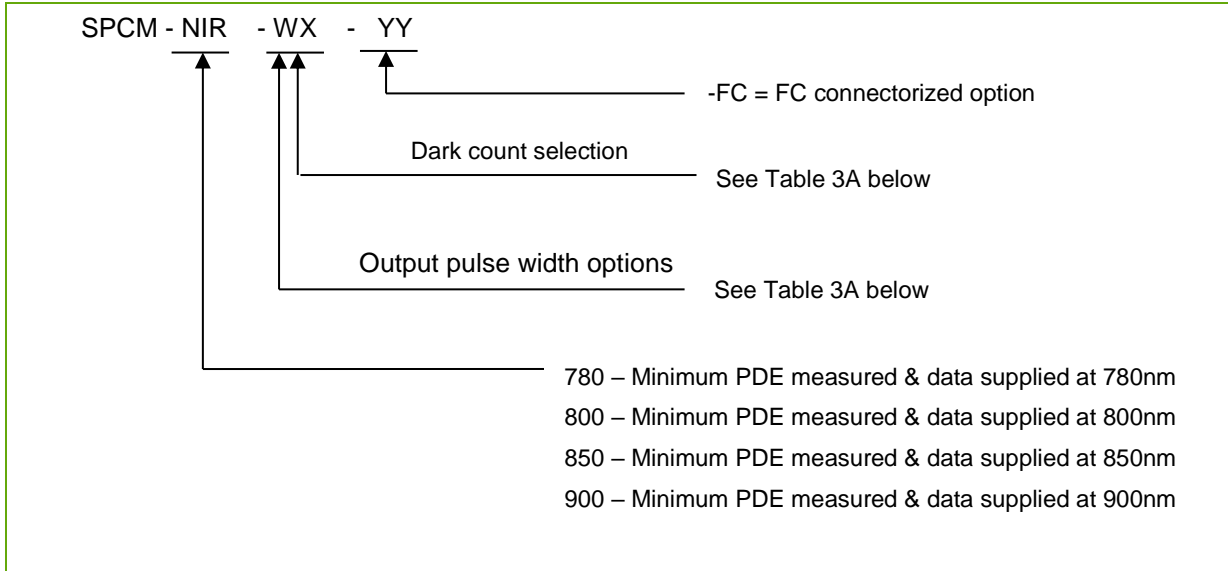 SPCM - NIR - WX - YY
-FC = FC connectorized option
Dark count selection
See Table 3A below
Output pulse width options
See Table 3A below
780 – Minimum PDE measured & data supplied at 780nm
800 – Minimum PDE measured & data supplied at 800nm
850 – Minimum PDE measured & data supplied at 850nm
900 – Minimum PDE measured & data supplied at 900nm